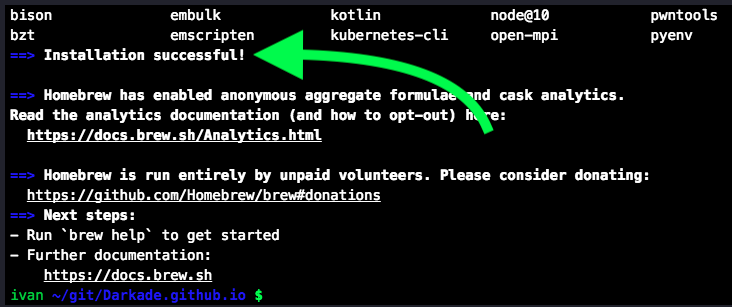 bison embulk kotlin node@10 pwntools
bzt emscripten kubernetes-cli open-mpi pyenv
==> Installation successful!
==> Homebrew has enabled anonymous aggregate formulae and cask analytics.
Read the analytics documentation (and how to opt-out) here:
https://docs.brew.sh/Analytics.html
==> Homebrew is run entirely by unpaid volunteers. Please consider donating:
https://github.com/Homebrew/brew#donations
==> Next steps:
- Run `brew help` to get started
- Further documentation:
https://docs.brew.sh
ivan ~/git/Darkade.github.io $